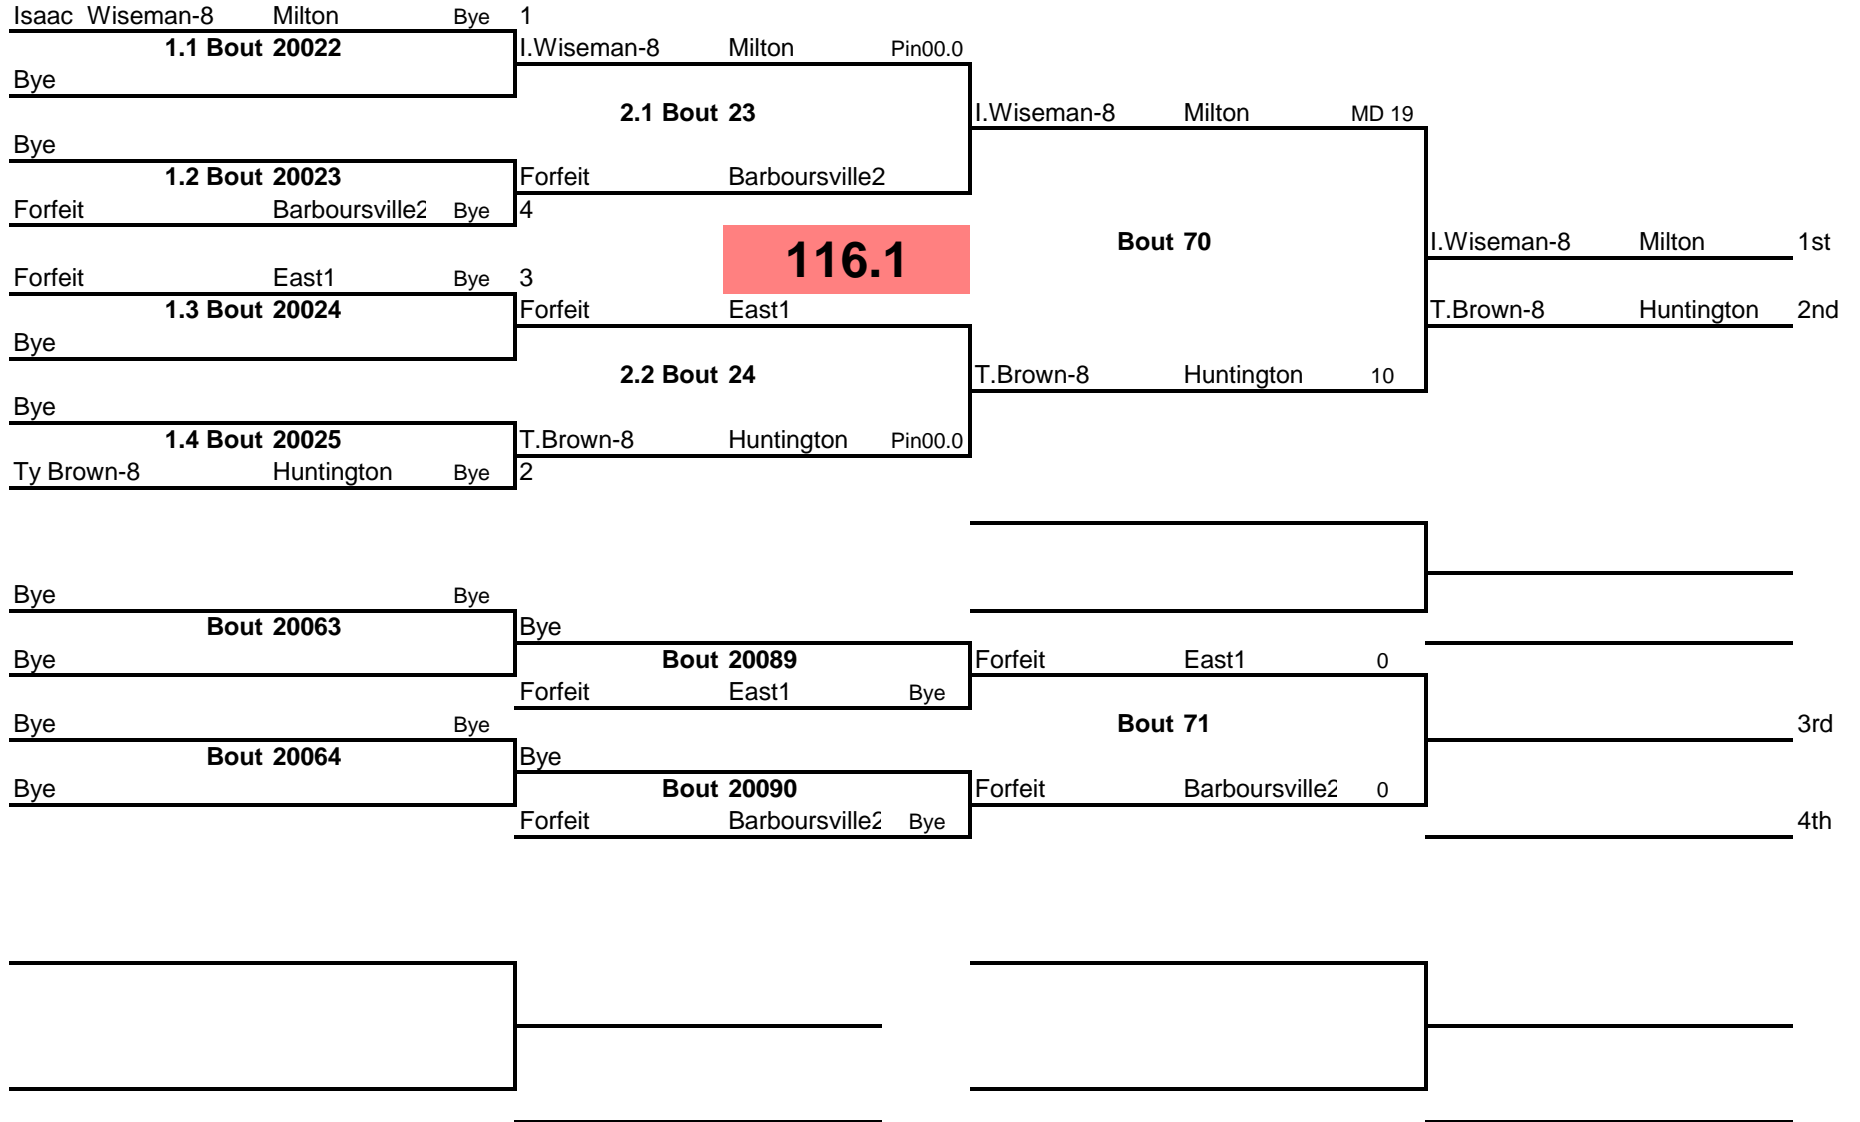 Isaac  Wiseman-8 Milton Bye 1
1.1 Bout 20022 I.Wiseman-8 Milton Pin00.0
Bye
2.1 Bout 23 I.Wiseman-8 Milton MD 19
Bye
1.2 Bout 20023 Forfeit Barboursville2
Forfeit Barboursville2 Bye 4
116.1 Bout 70 I.Wiseman-8 Milton 1st
Forfeit East1 Bye 3
1.3 Bout 20024 Forfeit East1 T.Brown-8 Huntington 2nd
Bye
2.2 Bout 24 T.Brown-8 Huntington 10
Bye
1.4 Bout 20025 T.Brown-8 Huntington Pin00.0
Ty Brown-8 Huntington Bye 2
Bye Bye
Bout 20063 Bye
Bye Bout 20089 Forfeit East1 0
Forfeit East1 Bye
Bye Bye Bout 71 3rd
Bout 20064 Bye
Bye Bout 20090 Forfeit Barboursville2 0
Forfeit Barboursville2 Bye 4th